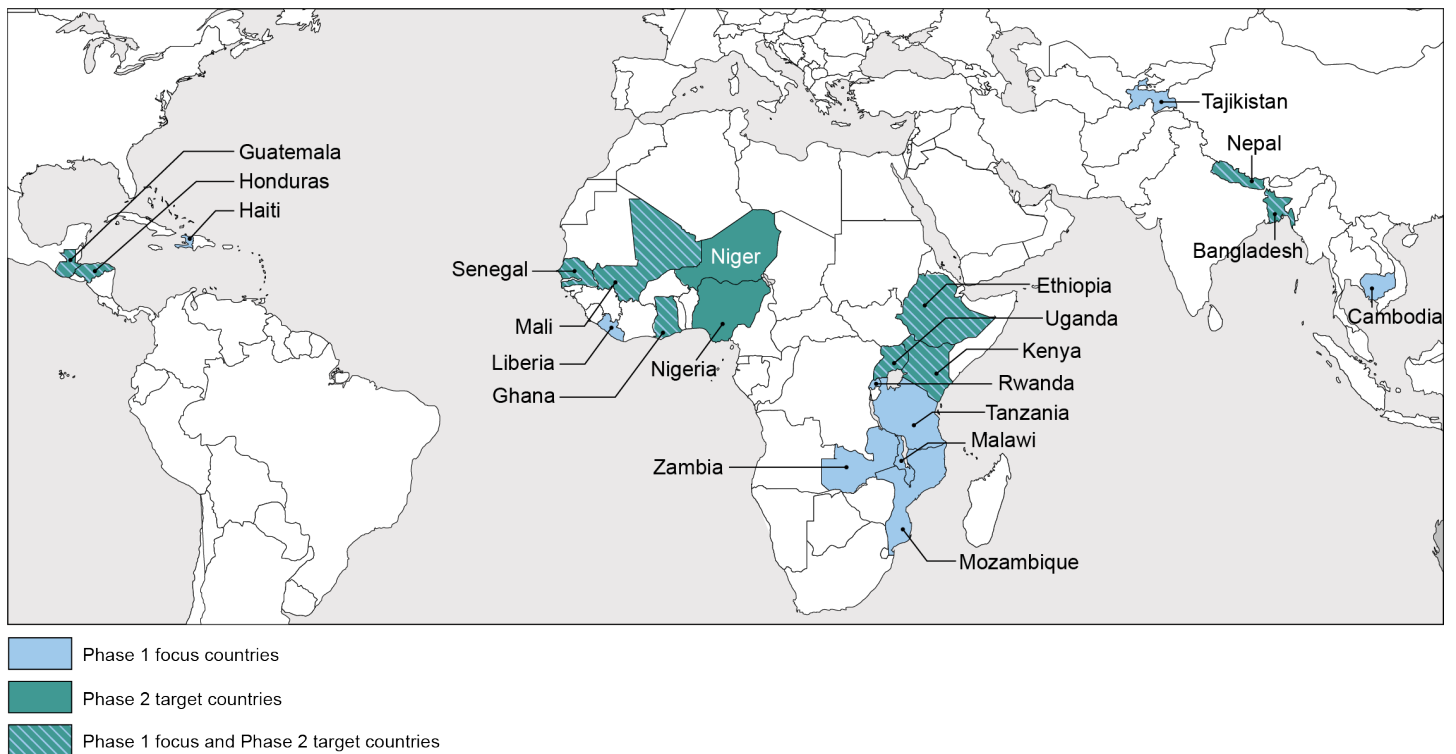 Tajikistan
Nepal
Guatemala
Honduras
Haiti
Bangladesh
Niger
Senegal
Ethiopia
Uganda
Cambodia
Mali
Kenya
Liberia
Nigeria
Rwanda
Ghana
Tanzania
Malawi
Zambia
Mozambique
Phase 1 focus countries
Phase 2 target countries
Phase 1 focus and Phase 2 target countries